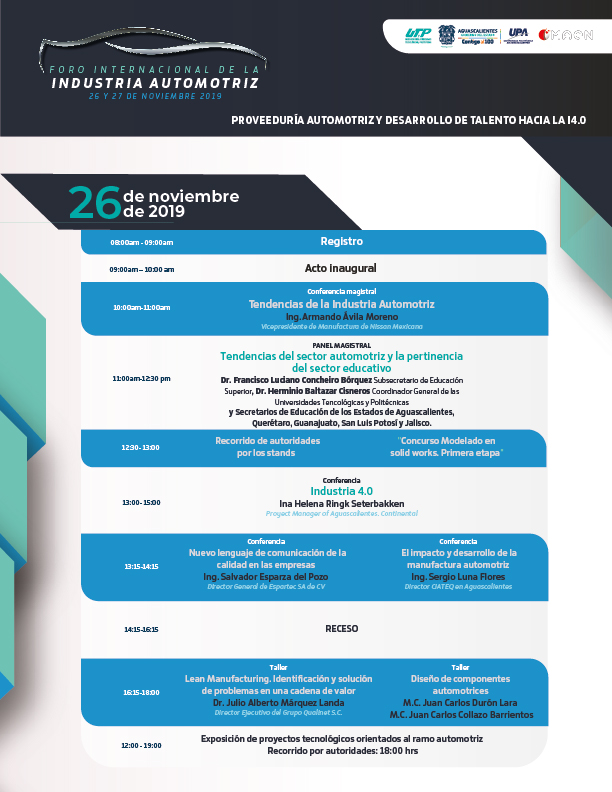 FORO INTERNACIONAL DE LA
INDUSTRIA AUTOMOTRIZ
26 Y 27 DE NOVIEMBRE 2019
UTP
AGUASCALIENTES
Contigo al 100
UPA
MAQN
PROVEEDURÍA AUTOMOTRIZ Y DESARROLLO DE TALENTO HACIA LA I4.0
26 de noviembre
de 2019
08:00am - 09:00am
Registro
09:00am – 10:00 am
Acto inaugural
10:00am-11:00am
Conferencia magistral
Tendencias de la Industria Automotriz
Ing. Armando Ávila Moreno
Vicepresidente de Manufactura de Nissan Mexicana
11:00am-12:30 pm
PANEL MAGISTRAL
Tendencias del sector automotriz y la pertinencia
del sector educativo
Dr. Francisco Luciano Concheiro Bórquez Subsecretario de Educación
Superior, Dr. Herminio Baltazar Cisneros Coordinador General de las
Universidades Tencológicas y Politécnicas
y Secretarios de Educación de los Estados de Aguascalientes,
Querétaro, Guanajuato, San Luis Potosí y Jalisco.
12:30-13:00
Recorrido de autoridades
por los stands
"Concurso Modelado en
solid works. Primera etapa"
13:00- 15:00
Conferencia
Industria 4.0
Ina Helena Ringk Seterbakken
Proyect Manager of Aguascalientes. Continental
13:15-14:15
Conferencia
Nuevo lenguaje de comunicación de la
calidad en las empresas
Ing. Salvador Esparza del Pozo
Director General de Espartec SA de CV
Conferencia
El impacto y desarrollo de la
manufactura automotriz
Ing. Sergio Luna Flores
Director CIATEQ en Aguascalientes
14:15-16:15
RECESO
16:15-18:00
Taller
Lean Manufacturing. Identificación y solución
de problemas en una cadena de valor
Dr. Julio Alberto Márquez Landa
Director Ejecutivo del Grupo Qualinet S.C.
Taller
Diseño de componentes
automotrices
M.C. Juan Carlos Durón Lara
M.C. Juan Carlos Collazo Barrientos
12:00 - 19:00
Exposición de proyectos tecnológicos orientados al ramo automotriz
Recorrido por autoridades: 18:00 hrs